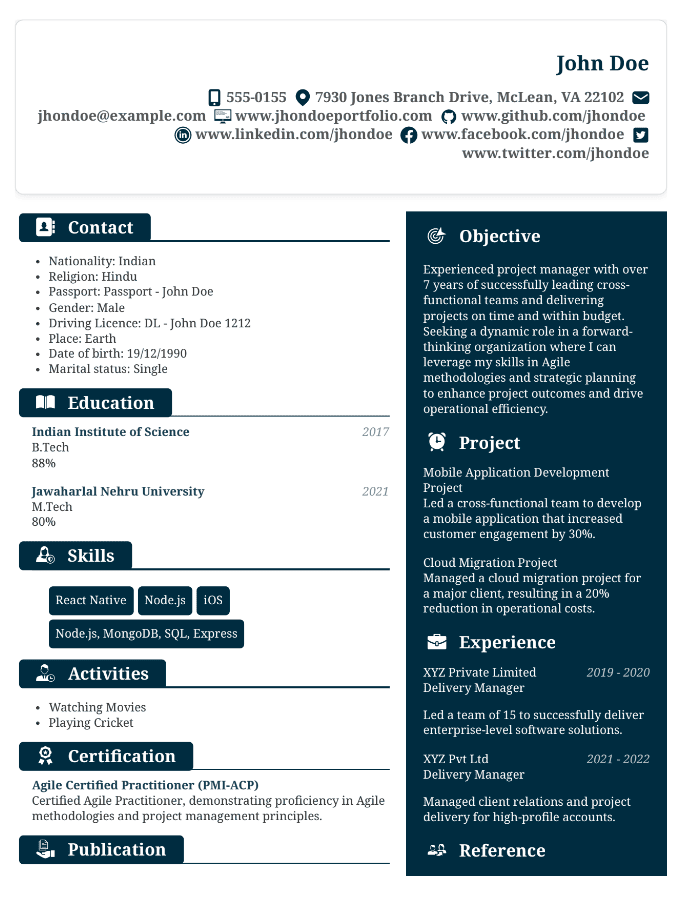 John Doe
555-0155 7930 Jones Branch Drive, McLean, VA 22102
jhondoe@example.com www.jhondoeportfolio.com www.github.com/jhondoe
www.linkedin.com/jhondoe www.facebook.com/jhondoe
www.twitter.com/jhondoe
Contact
• Nationality: Indian
• Religion: Hindu
• Passport: Passport - John Doe
• Gender: Male
• Driving Licence: DL - John Doe 1212
• Place: Earth
• Date of birth: 19/12/1990
• Marital status: Single
Education
Indian Institute of Science 2017
B.Tech
88%
Jawaharlal Nehru University 2021
M.Tech
80%
Skills
React Native Node.js iOS
Node.js, MongoDB, SQL, Express
Activities
• Watching Movies
• Playing Cricket
Certification
Agile Certified Practitioner (PMI-ACP)
Certified Agile Practitioner, demonstrating proficiency in Agile
methodologies and project management principles.
Publication
Objective
Experienced project manager with over
7 years of successfully leading cross-
functional teams and delivering
projects on time and within budget.
Seeking a dynamic role in a forward-
thinking organization where I can
leverage my skills in Agile
methodologies and strategic planning
to enhance project outcomes and drive
operational efficiency.
Project
Mobile Application Development
Project
Led a cross-functional team to develop
a mobile application that increased
customer engagement by 30%.
Cloud Migration Project
Managed a cloud migration project for
a major client, resulting in a 20%
reduction in operational costs.
Experience
XYZ Private Limited 2019 - 2020
Delivery Manager
Led a team of 15 to successfully deliver
enterprise-level software solutions.
XYZ Pvt Ltd 2021 - 2022
Delivery Manager
Managed client relations and project
delivery for high-profile accounts.
Reference